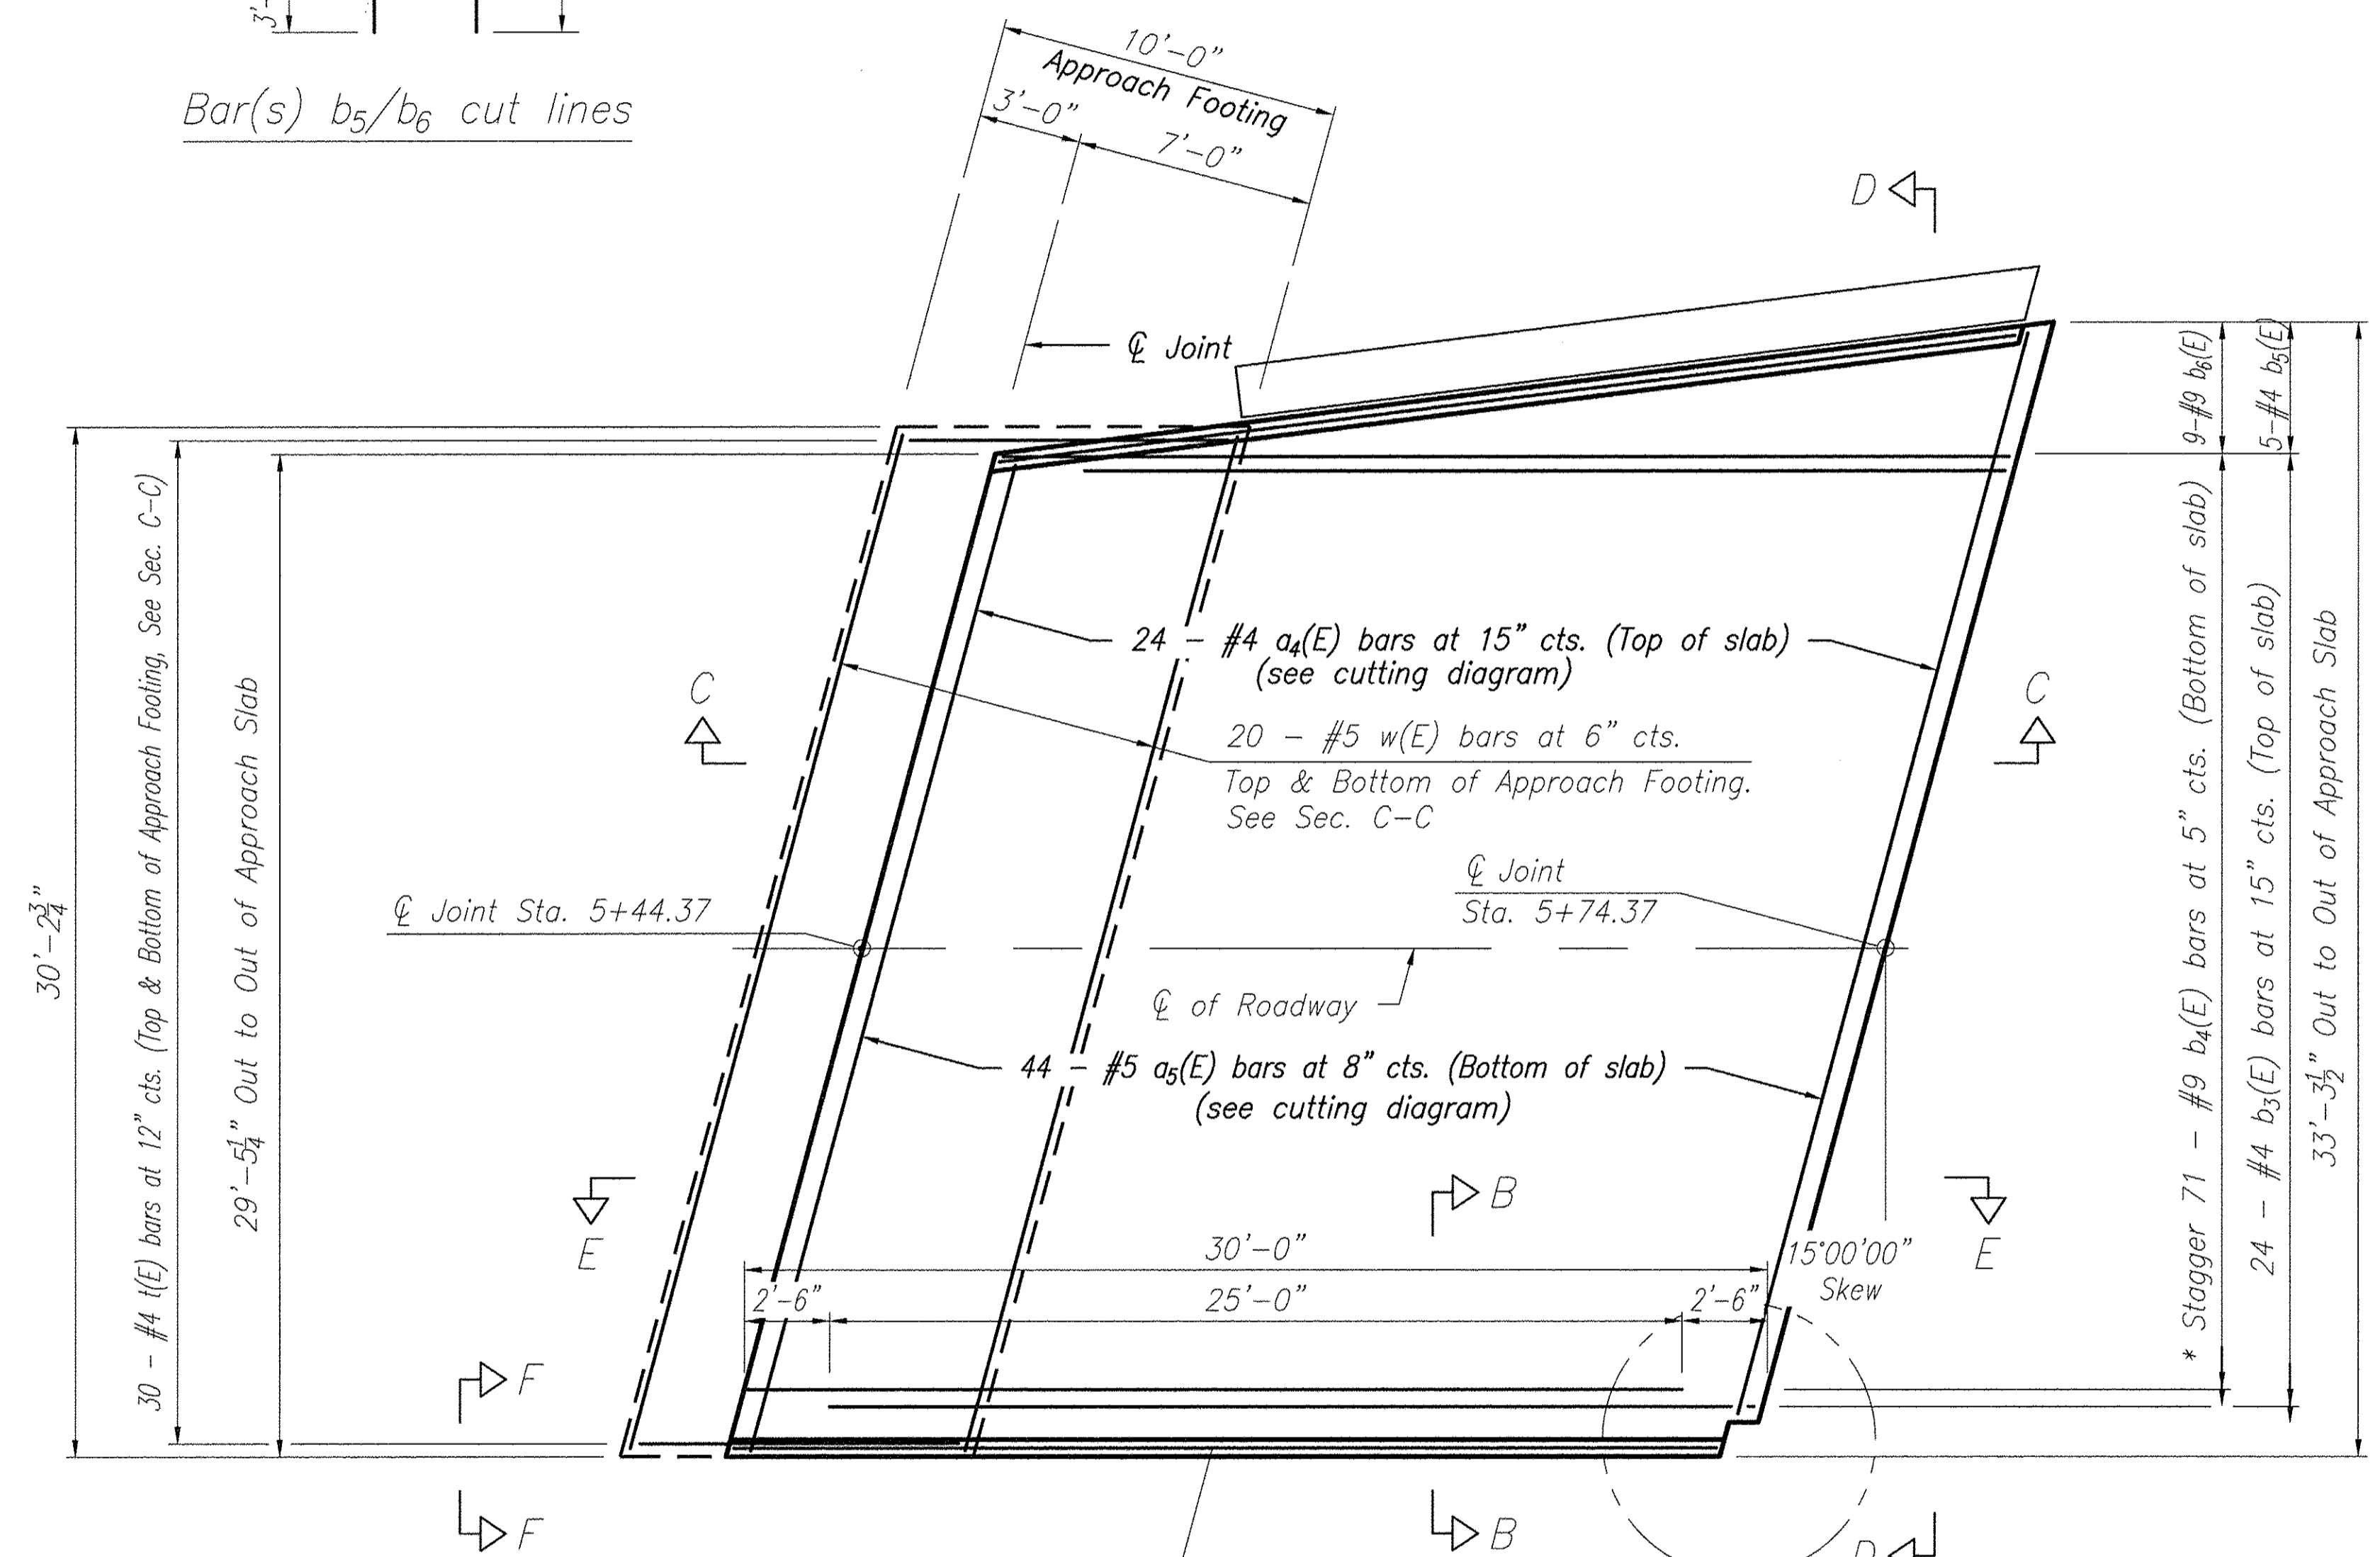 3'-
Bar(s) b5/b6 cut lines
10'-0"
Approach Footing
3'-0"
7'-0"
D
℄ Joint
9-#9 b6(E)
5-#4 b5(E)
24 - #4 a4(E) bars at 15" cts. (Top of slab)
(see cutting diagram)
C
C
20 - #5 w(E) bars at 6" cts.
Top & Bottom of Approach Footing.
See Sec. C-C
30'-2¾"
30 - #4 t(E) bars at 12" cts. (Top & Bottom of Approach Footing, See Sec. C-C)
29'-5¼" Out to Out of Approach Slab
℄ Joint Sta. 5+44.37
℄ Joint
Sta. 5+74.37
℄ of Roadway
44 - #5 a5(E) bars at 8" cts. (Bottom of slab)
(see cutting diagram)
* Stagger 71 - #9 b4(E) bars at 5" cts. (Bottom of slab)
24 - #4 b3(E) bars at 15" cts. (Top of slab)
33'-3½" Out to Out of Approach Slab
E
B
E
30'-0"
15°00'00"
Skew
2'-6"
25'-0"
2'-6"
F
F
B
D